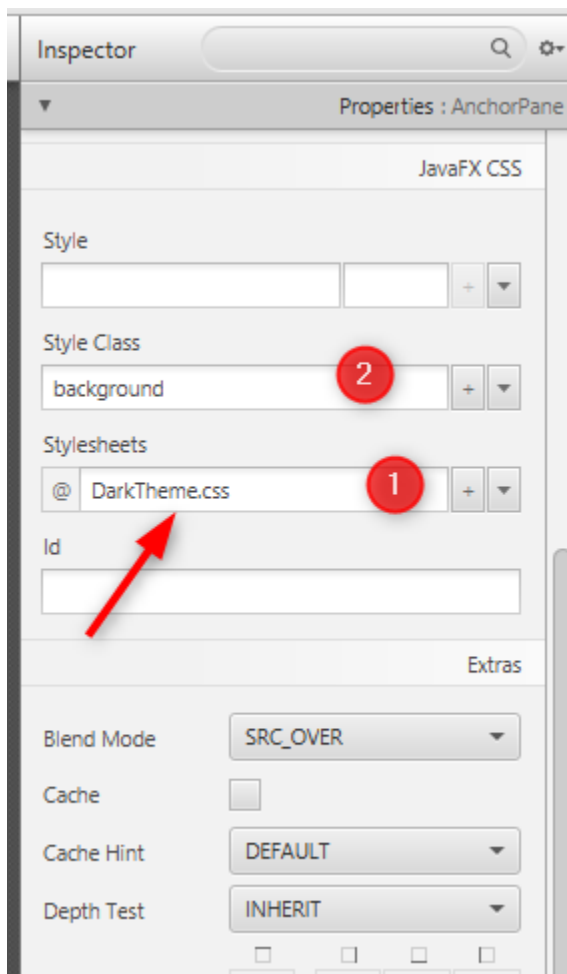 Inspector
Properties : AnchorPane
JavaFX CSS
Style
+
Style Class
background
2
+
Stylesheets
@ DarkTheme.css
1
+
Id
Extras
Blend Mode SRC_OVER
Cache
Cache Hint DEFAULT
Depth Test INHERIT